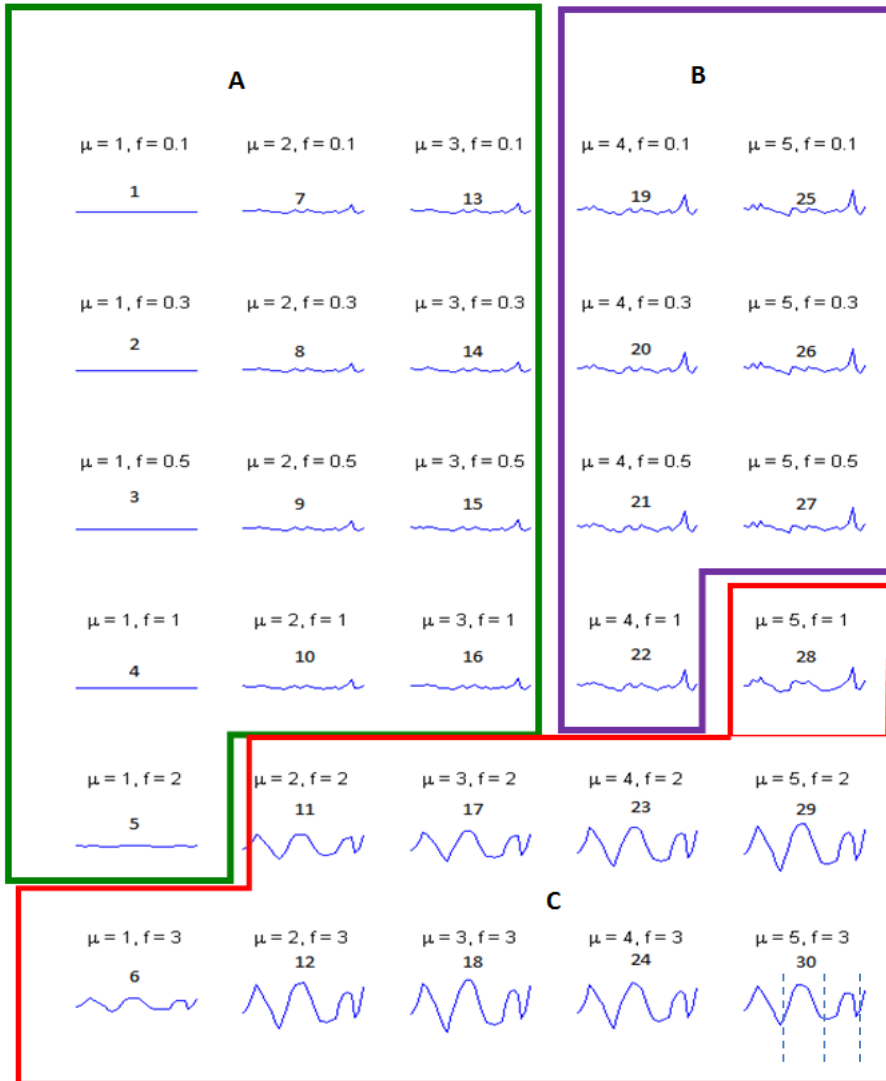 A B
μ = 1, f = 0.1 μ = 2, f = 0.1 μ = 3, f = 0.1 μ = 4, f = 0.1 μ = 5, f = 0.1
1 7 13 19 25
μ = 1, f = 0.3 μ = 2, f = 0.3 μ = 3, f = 0.3 μ = 4, f = 0.3 μ = 5, f = 0.3
2 8 14 20 26
μ = 1, f = 0.5 μ = 2, f = 0.5 μ = 3, f = 0.5 μ = 4, f = 0.5 μ = 5, f = 0.5
3 9 15 21 27
μ = 1, f = 1 μ = 2, f = 1 μ = 3, f = 1 μ = 4, f = 1 μ = 5, f = 1
4 10 16 22 28
μ = 1, f = 2 μ = 2, f = 2 μ = 3, f = 2 μ = 4, f = 2 μ = 5, f = 2
5 11 17 23 29
C
μ = 1, f = 3 μ = 2, f = 3 μ = 3, f = 3 μ = 4, f = 3 μ = 5, f = 3
6 12 18 24 30